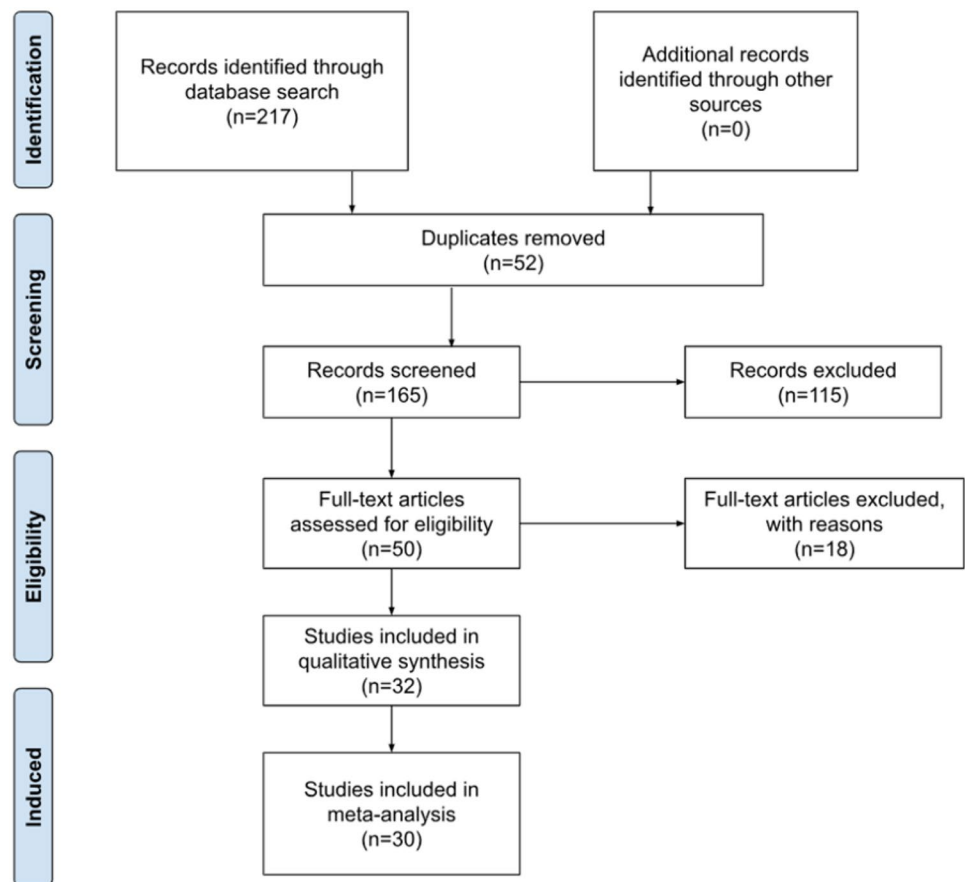 Identification
Records identified through
database search
(n=217)
Additional records
identified through other
sources
(n=0)
Screening
Duplicates removed
(n=52)
Records screened
(n=165)
Records excluded
(n=115)
Eligibility
Full-text articles
assessed for eligibility
(n=50)
Full-text articles excluded,
with reasons
(n=18)
Studies included in
qualitative synthesis
(n=32)
Induced
Studies included in
meta-analysis
(n=30)